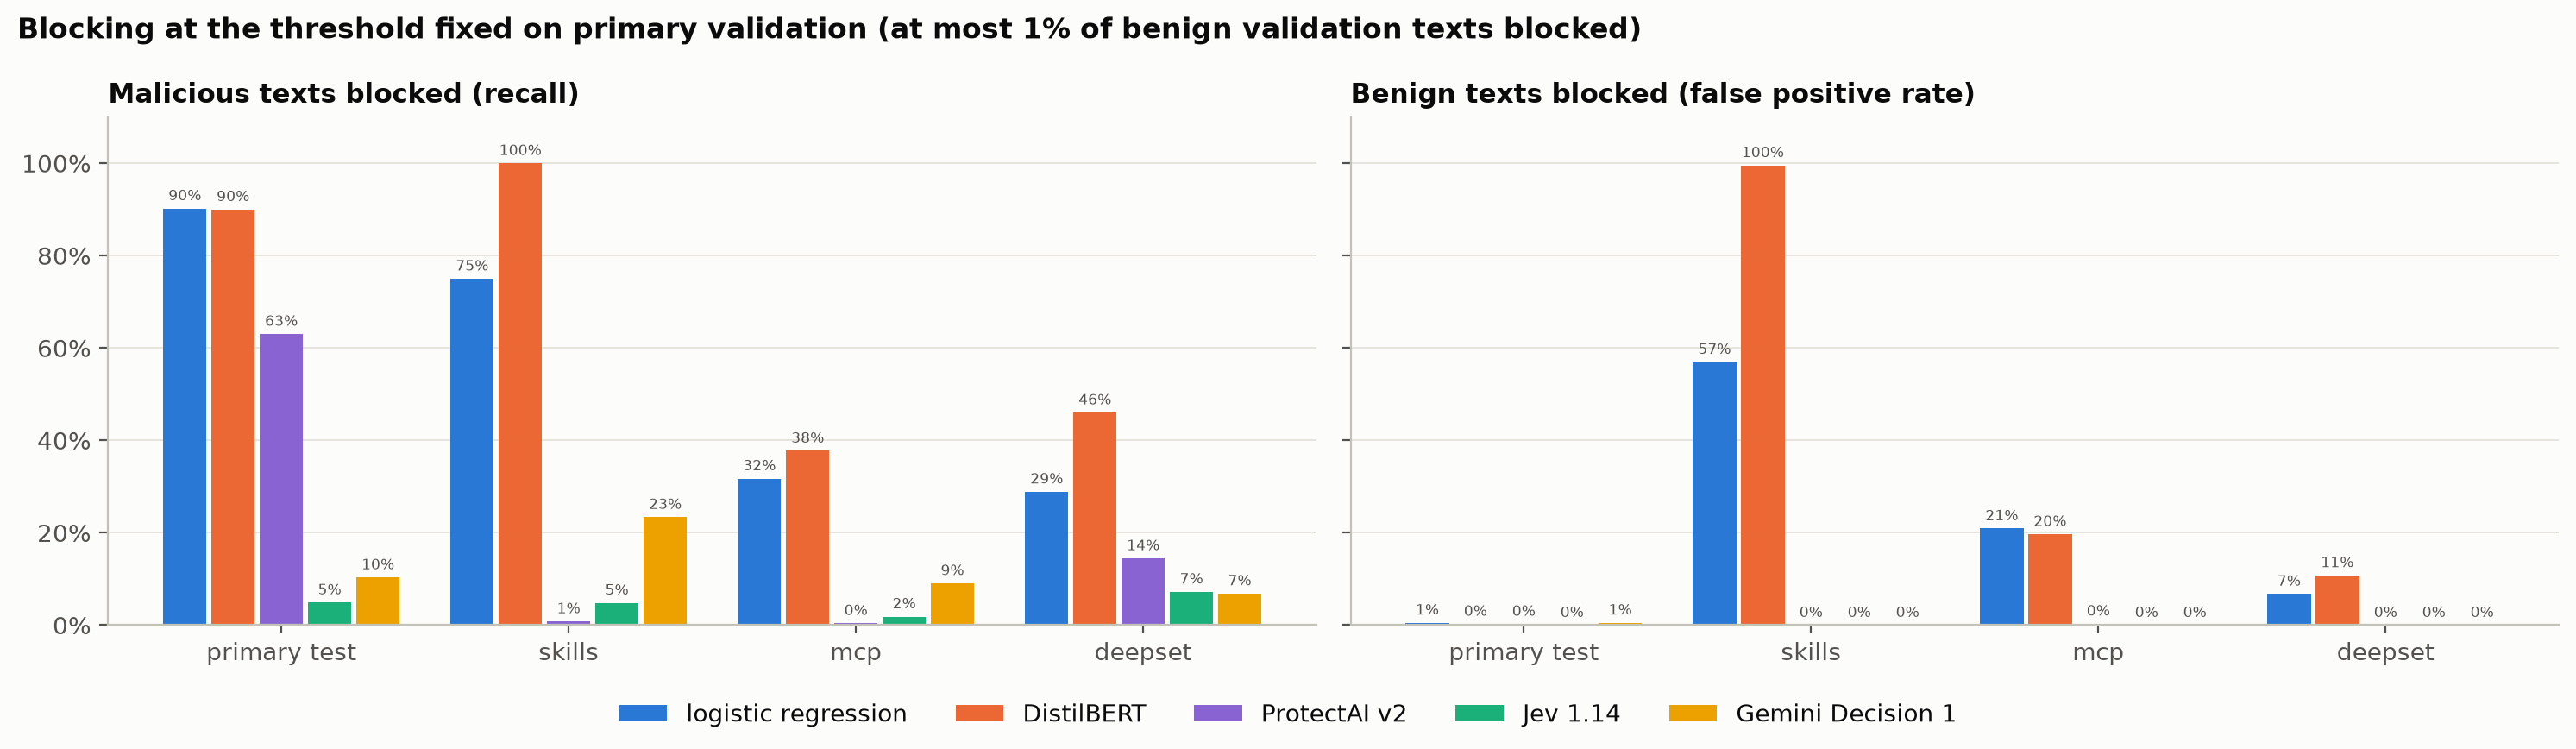 Blocking at the threshold fixed on primary validation (at most 1% of benign validation texts blocked)
Malicious texts blocked (recall)
100%
80%
60%
40%
20%
0%
90% 90% 63% 5% 10%
75% 100% 1% 5% 23%
32% 38% 0% 2% 9%
29% 46% 14% 7% 7%
primary test skills mcp deepset
Benign texts blocked (false positive rate)
1% 0% 0% 0% 1%
57% 100% 0% 0% 0%
21% 20% 0% 0% 0%
7% 11% 0% 0% 0%
primary test skills mcp deepset
logistic regression DistilBERT ProtectAI v2 Jev 1.14 Gemini Decision 1